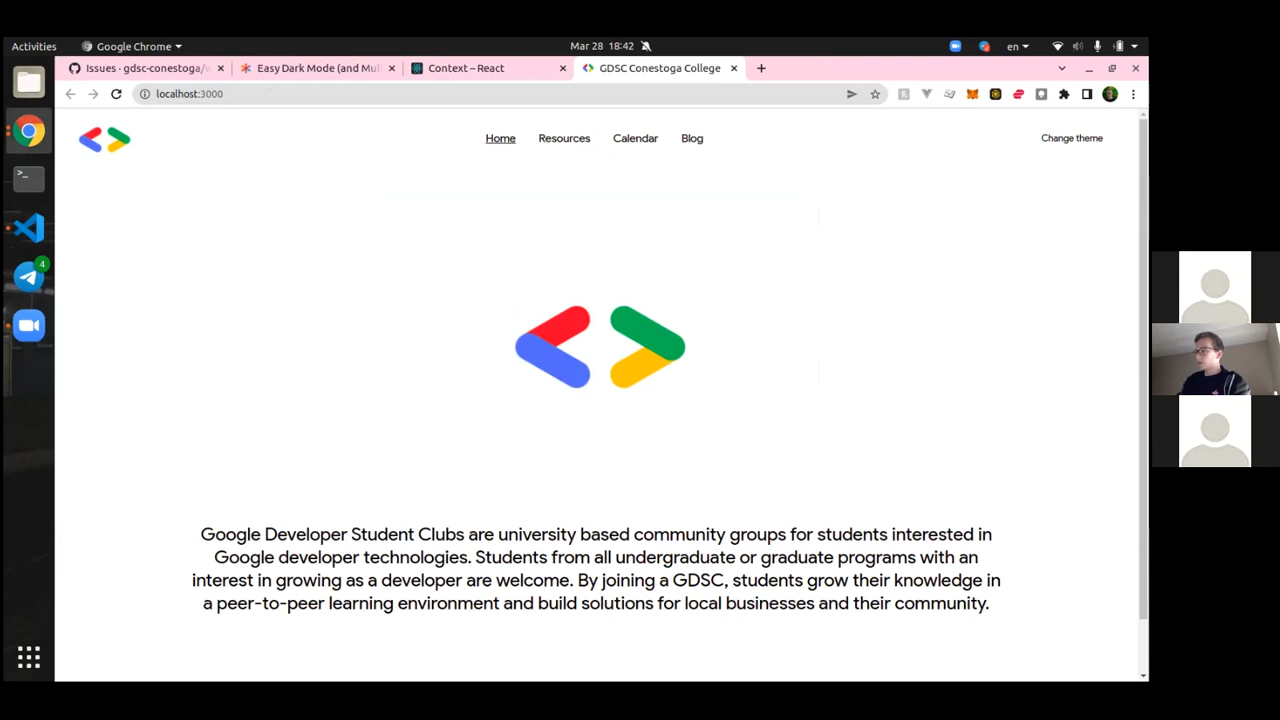 Activities
Google Chrome
Mar 28 18:42
en
Issues · gdsc-conestoga/
Easy Dark Mode (and Mul
Context – React
GDSC Conestoga College
localhost:3000
Home
Resources
Calendar
Blog
Change theme
>_
4
Google Developer Student Clubs are university based community groups for students interested in
Google developer technologies. Students from all undergraduate or graduate programs with an
interest in growing as a developer are welcome. By joining a GDSC, students grow their knowledge in
a peer-to-peer learning environment and build solutions for local businesses and their community.